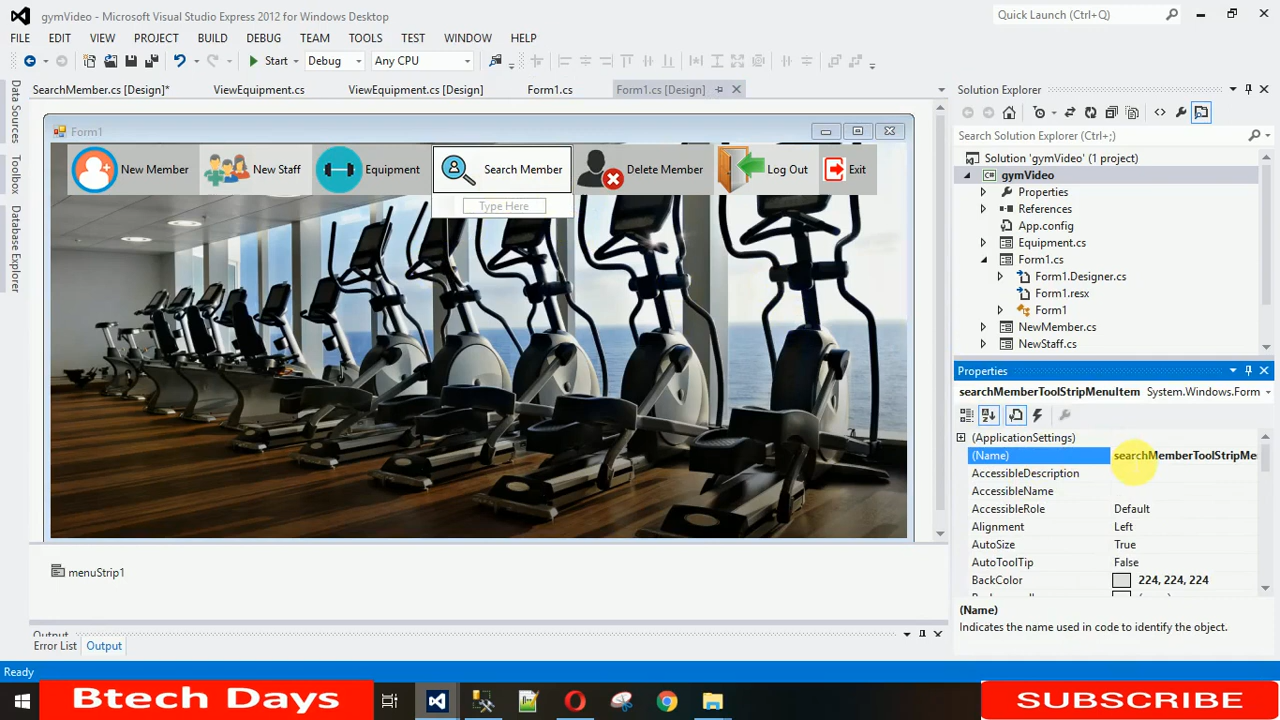 gymVideo - Microsoft Visual Studio Express 2012 for Windows Desktop
Quick Launch (Ctrl+Q)
FILE EDIT VIEW PROJECT BUILD DEBUG TEAM TOOLS TEST WINDOW HELP
Start Debug Any CPU
SearchMember.cs [Design]* ViewEquipment.cs ViewEquipment.cs [Design] Form1.cs Form1.cs [Design]
Data Sources
Toolbox
Database Explorer
Form1
New Member New Staff Equipment Search Member Delete Member Log Out Exit
Type Here
menuStrip1
Output
Error List Output
Solution Explorer
Search Solution Explorer (Ctrl+;)
Solution 'gymVideo' (1 project)
gymVideo
Properties
References
App.config
Equipment.cs
Form1.cs
Form1.Designer.cs
Form1.resx
Form1
NewMember.cs
NewStaff.cs
Properties
searchMemberToolStripMenuItem System.Windows.Form
(ApplicationSettings)
(Name) searchMemberToolStripMe
AccessibleDescription
AccessibleName
AccessibleRole Default
Alignment Left
AutoSize True
AutoToolTip False
BackColor 224, 224, 224
(Name)
Indicates the name used in code to identify the object.
Ready
Btech Days
SUBSCRIBE